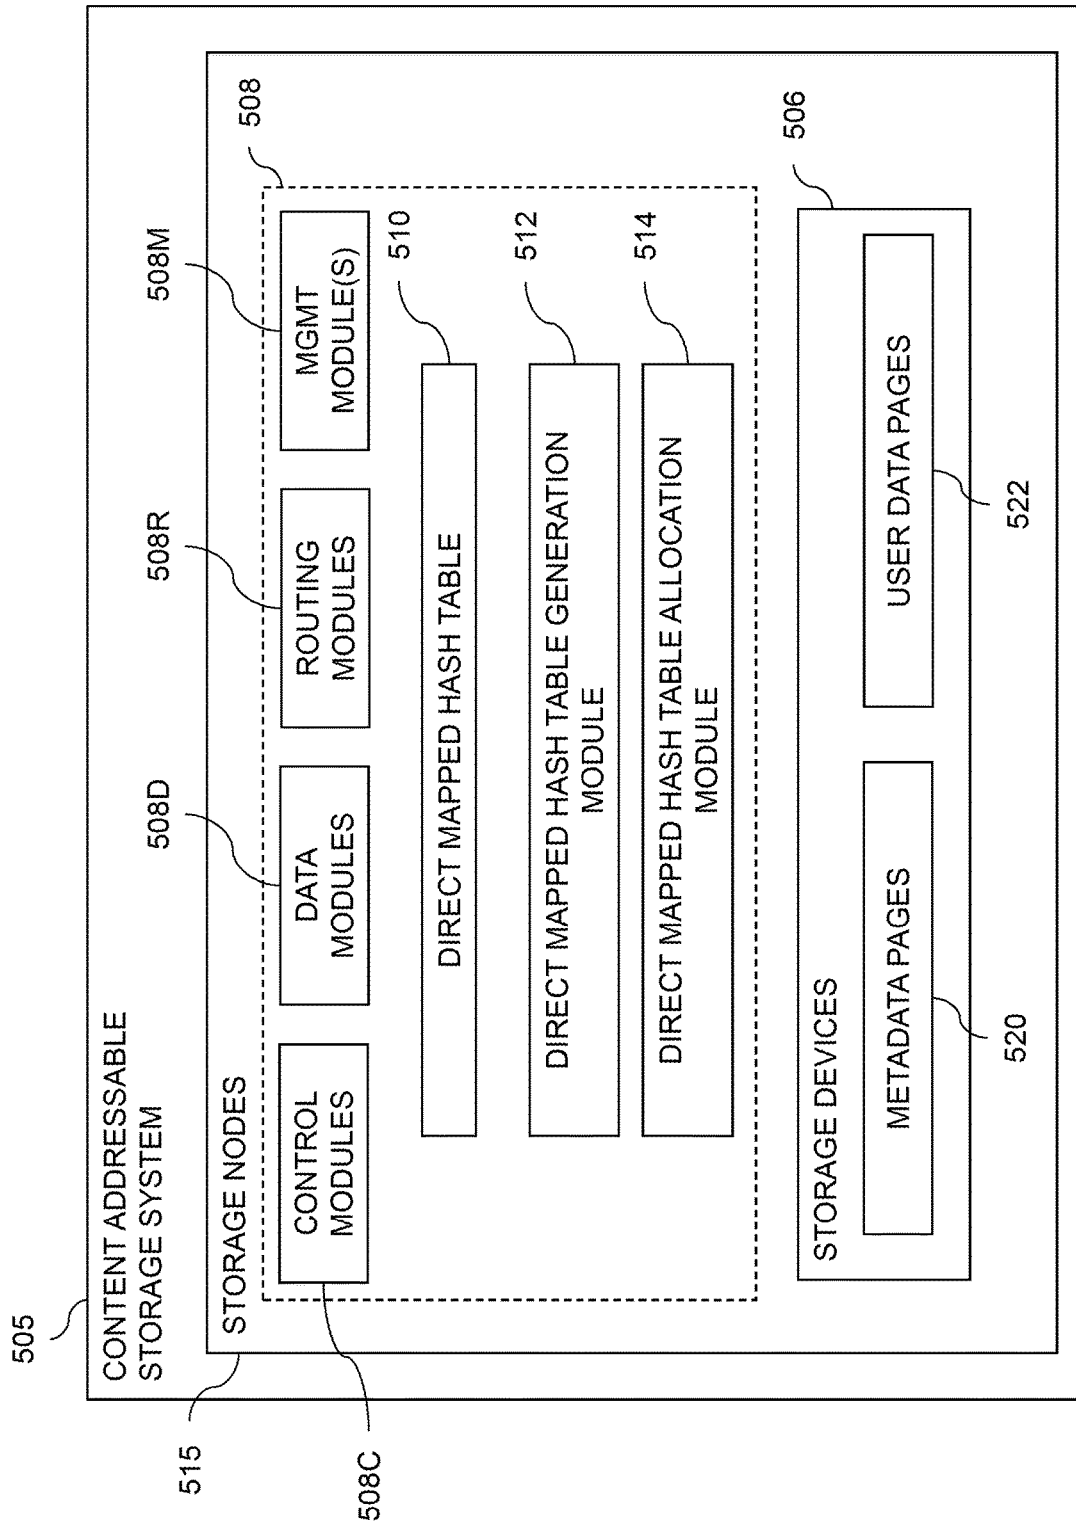 505
CONTENT ADDRESSABLE
STORAGE SYSTEM
515
STORAGE NODES
508
508C
CONTROL
MODULES
508D
DATA
MODULES
508R
ROUTING
MODULES
508M
MGMT
MODULE(S)
DIRECT MAPPED HASH TABLE
510
DIRECT MAPPED HASH TABLE GENERATION
MODULE
512
DIRECT MAPPED HASH TABLE ALLOCATION
MODULE
514
STORAGE DEVICES
506
METADATA PAGES
520
USER DATA PAGES
522